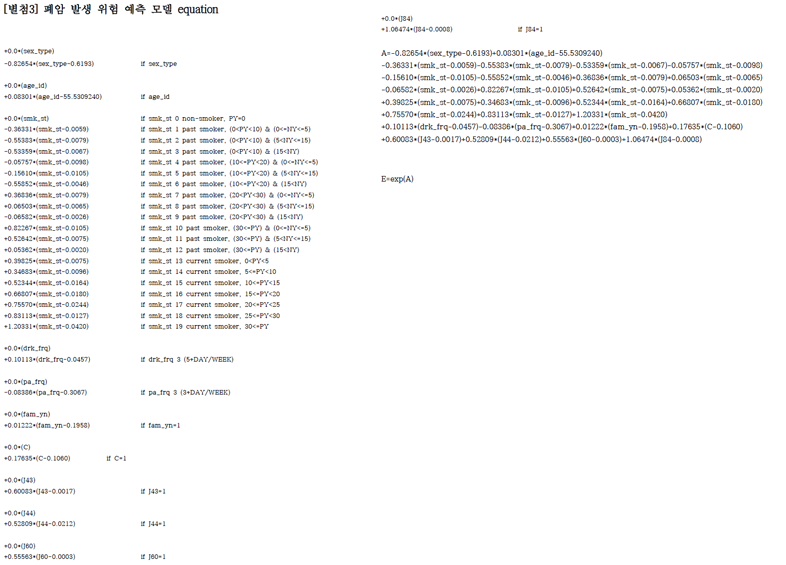 [별첨3] 폐암 발생 위험 예측 모델 equation
+0.0*(sex_type)
-0.82654*(sex_type-0.6193) if sex_type
+0.0*(age_id)
+0.08301*(age_id-55.5309240) if age_id
+0.0*(smk_st) if smk_st 0 non-smoker, PY=0
-0.36331*(smk_st-0.0059) if smk_st 1 past smoker, (0<PY<10) & (0<=NY<=5)
-0.55383*(smk_st-0.0079) if smk_st 2 past smoker, (0<PY<10) & (5<NY<=15)
-0.53359*(smk_st-0.0067) if smk_st 3 past smoker, (0<PY<10) & (15<NY)
-0.05757*(smk_st-0.0098) if smk_st 4 past smoker, (10<=PY<20) & (0<=NY<=5)
-0.15610*(smk_st-0.0105) if smk_st 5 past smoker, (10<=PY<20) & (5<NY<=15)
-0.55852*(smk_st-0.0046) if smk_st 6 past smoker, (10<=PY<20) & (15<NY)
+0.36836*(smk_st-0.0079) if smk_st 7 past smoker, (20<PY<30) & (0<=NY<=5)
+0.06503*(smk_st-0.0065) if smk_st 8 past smoker, (20<PY<30) & (5<NY<=15)
-0.06582*(smk_st-0.0026) if smk_st 9 past smoker, (20<PY<30) & (15<NY)
+0.82267*(smk_st-0.0105) if smk_st 10 past smoker, (30<=PY) & (0<=NY<=5)
+0.52642*(smk_st-0.0075) if smk_st 11 past smoker, (30<=PY) & (5<NY<=15)
+0.05362*(smk_st-0.0020) if smk_st 12 past smoker, (30<=PY) & (15<NY)
+0.39825*(smk_st-0.0075) if smk_st 13 current smoker, 0<PY<5
+0.34683*(smk_st-0.0096) if smk_st 14 current smoker, 5<=PY<10
+0.52344*(smk_st-0.0164) if smk_st 15 current smoker, 10<=PY<15
+0.66807*(smk_st-0.0180) if smk_st 16 current smoker, 15<=PY<20
+0.75570*(smk_st-0.0244) if smk_st 17 current smoker, 20<=PY<25
+0.83113*(smk_st-0.0127) if smk_st 18 current smoker, 25<=PY<30
+1.20331*(smk_st-0.0420) if smk_st 19 current smoker, 30<=PY
+0.0*(drk_frq)
+0.10113*(drk_frq-0.0457) if drk_frq 3 (5+DAY/WEEK)
+0.0*(pa_frq)
-0.08386*(pa_frq-0.3067) if pa_frq 3 (3+DAY/WEEK)
+0.0*(fam_yn)
+0.01222*(fam_yn-0.1958) if fam_yn=1
+0.0*(C)
+0.17635*(C-0.1060) if C=1
+0.0*(J43)
+0.60083*(J43-0.0017) if J43=1
+0.0*(J44)
+0.52809*(J44-0.0212) if J44=1
+0.0*(J60)
+0.55563*(J60-0.0003) if J60=1
+0.0*(J84)
+1.06474*(J84-0.0008) if J84=1
A=-0.82654*(sex_type-0.6193)+0.08301*(age_id-55.5309240)
-0.36331*(smk_st-0.0059)-0.55383*(smk_st-0.0079)-0.53359*(smk_st-0.0067)-0.05757*(smk_st-0.0098)
-0.15610*(smk_st-0.0105)-0.55852*(smk_st-0.0046)+0.36836*(smk_st-0.0079)+0.06503*(smk_st-0.0065)
-0.06582*(smk_st-0.0026)+0.82267*(smk_st-0.0105)+0.52642*(smk_st-0.0075)+0.05362*(smk_st-0.0020)
+0.39825*(smk_st-0.0075)+0.34683*(smk_st-0.0096)+0.52344*(smk_st-0.0164)+0.66807*(smk_st-0.0180)
+0.75570*(smk_st-0.0244)+0.83113*(smk_st-0.0127)+1.20331*(smk_st-0.0420)
+0.10113*(drk_frq-0.0457)-0.08386*(pa_frq-0.3067)+0.01222*(fam_yn-0.1958)+0.17635*(C-0.1060)
+0.60083*(J43-0.0017)+0.52809*(J44-0.0212)+0.55563*(J60-0.0003)+1.06474*(J84-0.0008)
E=exp(A)